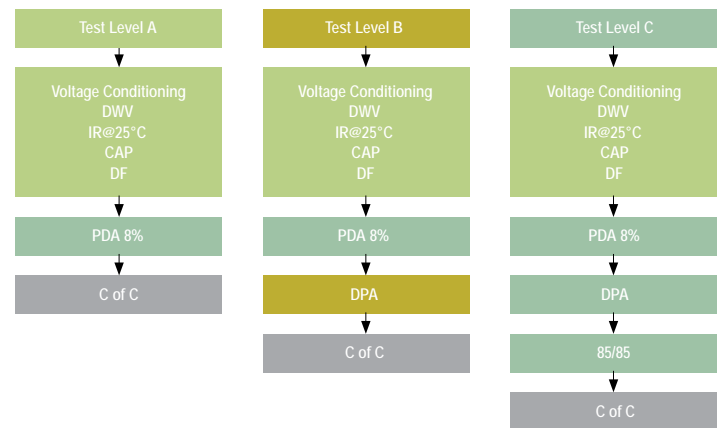 Test Level A
Voltage Conditioning
DWV
IR@25°C
CAP
DF
PDA 8%
C of C
Test Level B
Voltage Conditioning
DWV
IR@25°C
CAP
DF
PDA 8%
DPA
C of C
Test Level C
Voltage Conditioning
DWV
IR@25°C
CAP
DF
PDA 8%
DPA
85/85
C of C